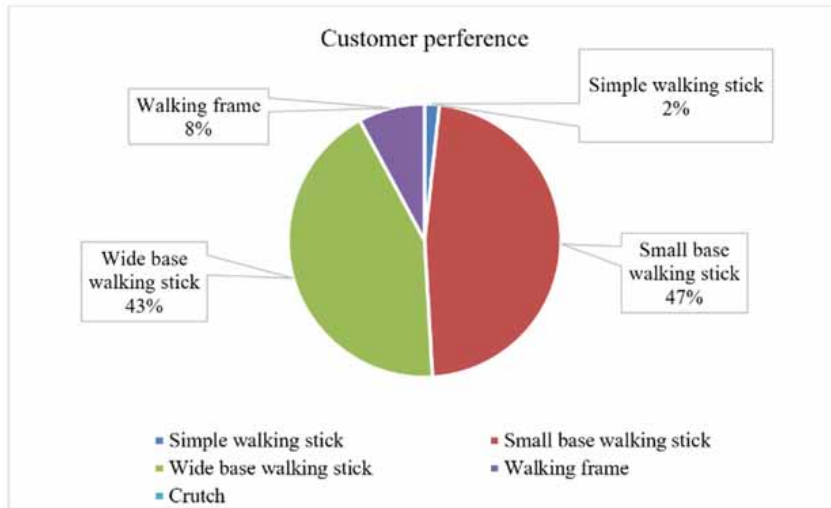 Customer perference
Simple walking stick
2%
Walking frame
8%
Wide base
walking stick
43%
Small base
walking stick
47%
Simple walking stick
Small base walking stick
Wide base walking stick
Walking frame
Crutch